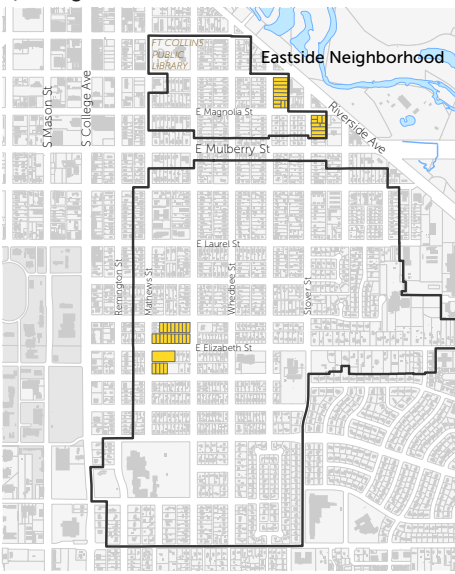 FT COLLINS
PUBLIC
LIBRARY
Eastside Neighborhood
S Mason St
S College Ave
E Magnolia St
Riverside Ave
E Mulberry St
E Laurel St
Remington St
Mathews St
Whedbee St
Stover St
E Elizabeth St